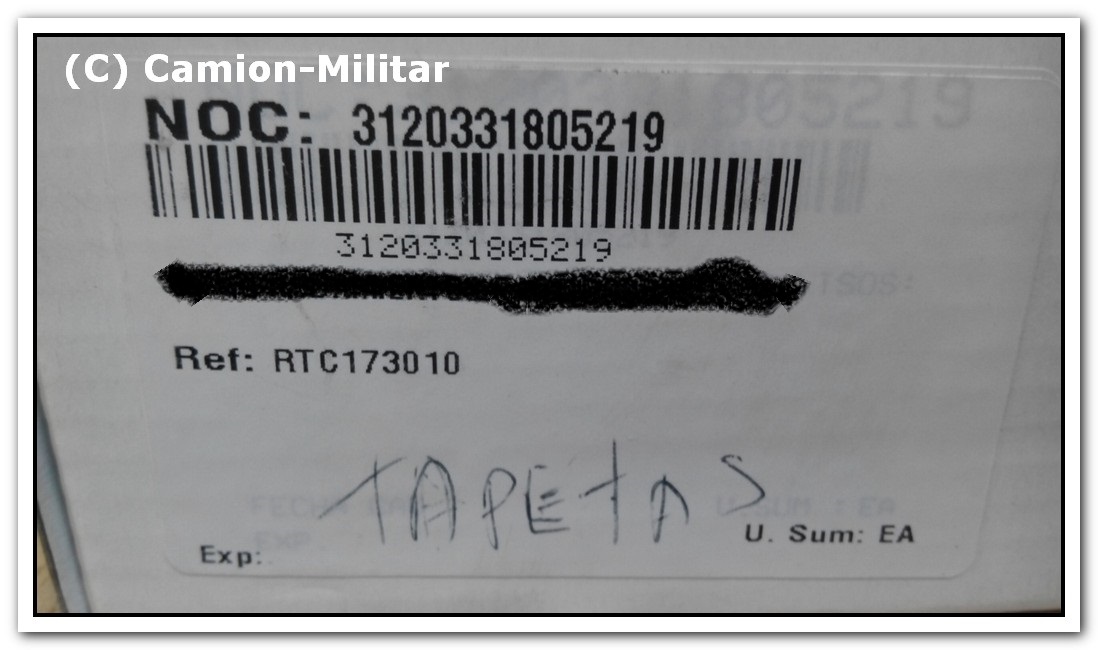 (C) Camion-Militar
NOC: 3120331805219
3120331805219
Ref: RTC173010
TAPEtAS
U. Sum: EA
Exp: